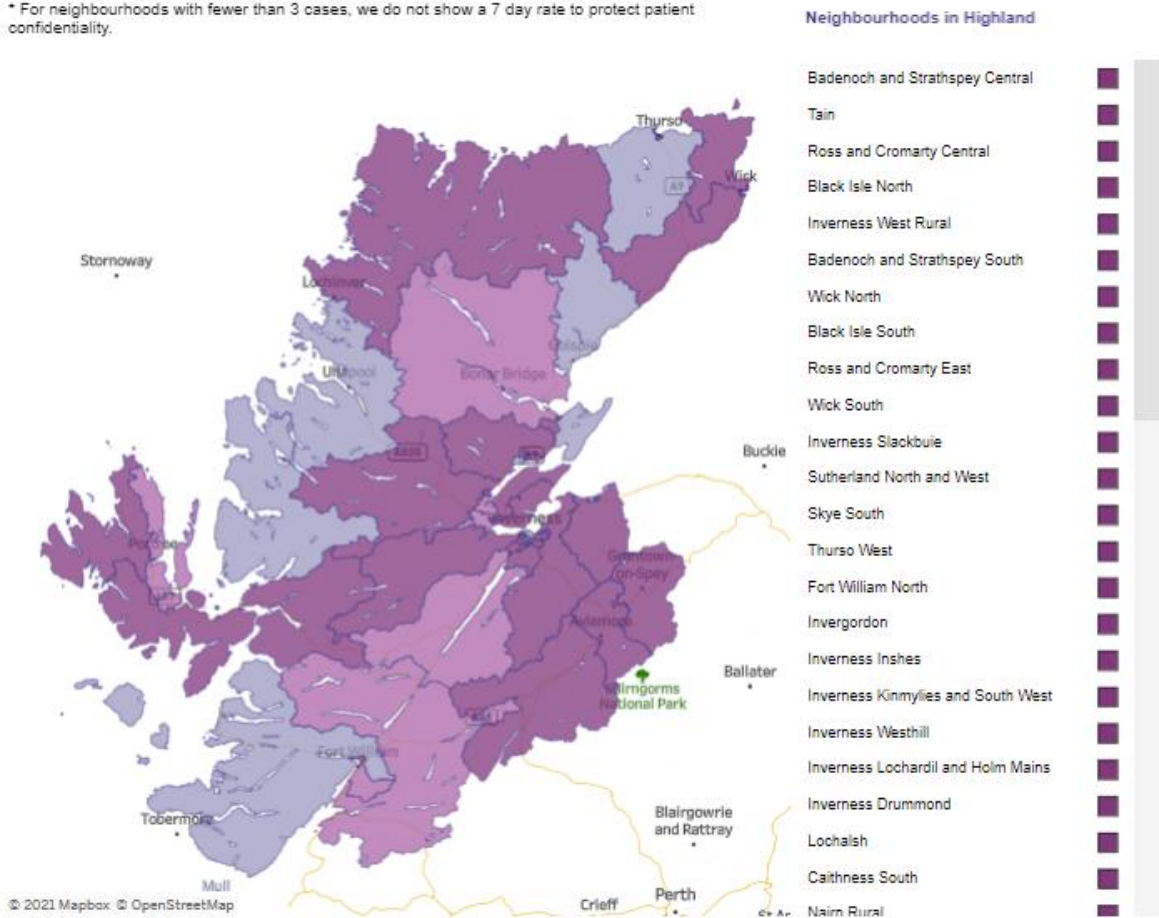 * For neighbourhoods with fewer than 3 cases, we do not show a 7 day rate to protect patient
confidentiality.
Neighbourhoods in Highland
Badenoch and Strathspey Central
Tain
Ross and Cromarty Central
Black Isle North
Inverness West Rural
Badenoch and Strathspey South
Wick North
Black Isle South
Ross and Cromarty East
Wick South
Inverness Slackbuie
Sutherland North and West
Skye South
Thurso West
Fort William North
Invergordon
Inverness Inshes
Inverness Kinmylies and South West
Inverness Westhill
Inverness Lochardil and Holm Mains
Inverness Drummond
Lochalsh
Caithness South
Nairn Rural
Thurso
Wick
A9
Stornoway
Lochinver
Ullapool
Golspie
Bonar Bridge
A835
Buckie
Inverness
Portree
A87
Grantown
-on-Spey
Aviemore
Ballater
Cairngorms
National Park
Fort William
Tobermory
Blairgowrie
and Rattray
Mull
Perth
Crieff
© 2021 Mapbox © OpenStreetMap